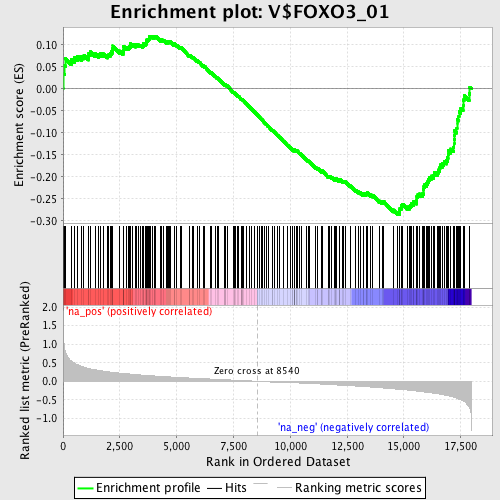 Enrichment plot: V$FOXO3_01
Enrichment score (ES)
0.10
0.05
0.00
-0.05
-0.10
-0.15
-0.20
-0.25
-0.30
'na_pos' (positively correlated)
Ranked list metric (PreRanked)
2.0
1.5
1.0
0.5
0.0
-0.5
-1.0
Zero cross at 8540
'na_neg' (negatively correlated)
0 2,500 5,000 7,500 10,000 12,500 15,000 17,500
Rank in Ordered Dataset
Enrichment profile Hits Ranking metric scores